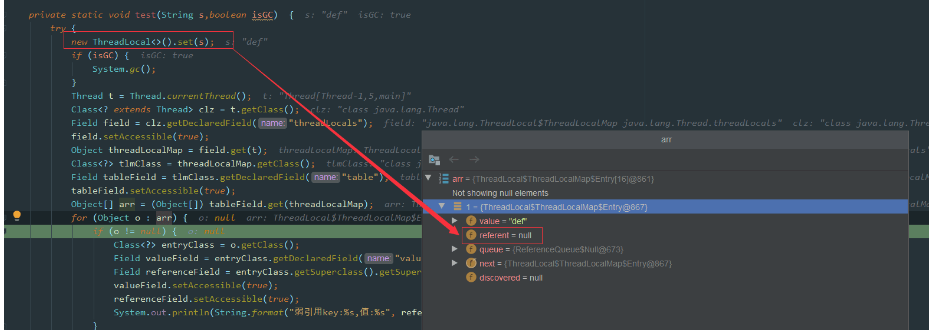 private static void test(String s,boolean isGC)  {  s: "def"  isGC: true
try {
new ThreadLocal<>().set(s);  s: "def"
if (isGC) {  isGC: true
System.gc();
}
Thread t = Thread.currentThread();  t: "Thread[Thread-1,5,main]"
Class<? extends Thread> clz = t.getClass();  clz: "class java.lang.Thread"
Field field = clz.getDeclaredField( name: "threadLocals");  field: "java.lang.ThreadLocal$ThreadLocalMap java.lang.Thread.threadLocals"  clz: "class java.lang.Thr
field.setAccessible(true);
Object threadLocalMap = field.get(t);  threadLocalMap:
Class<?> tlmClass = threadLocalMap.getClass();  tlmClass: "class j
Field tableField = tlmClass.getDeclaredField( name: "table");  tabl
tableField.setAccessible(true);
Object[] arr = (Object[]) tableField.get(threadLocalMap);  arr: Th
for (Object o : arr) {  o: null  arr: ThreadLocal$ThreadLocalMap$E
if (o != null) {  o: null
Class<?> entryClass = o.getClass();
Field valueField = entryClass.getDeclaredField( name: "valu
Field referenceField = entryClass.getSuperclass().getSuper
valueField.setAccessible(true);
referenceField.setAccessible(true);
System.out.println(String.format("弱引用key:%s,值:%s", refe
}
arr
arr = {ThreadLocal$ThreadLocalMap$Entry[16]@861}
Not showing null elements
1 = {ThreadLocal$ThreadLocalMap$Entry@867}
value = "def"
referent = null
queue = {ReferenceQueue$Null@673}
next = {ThreadLocal$ThreadLocalMap$Entry@867}
discovered = null